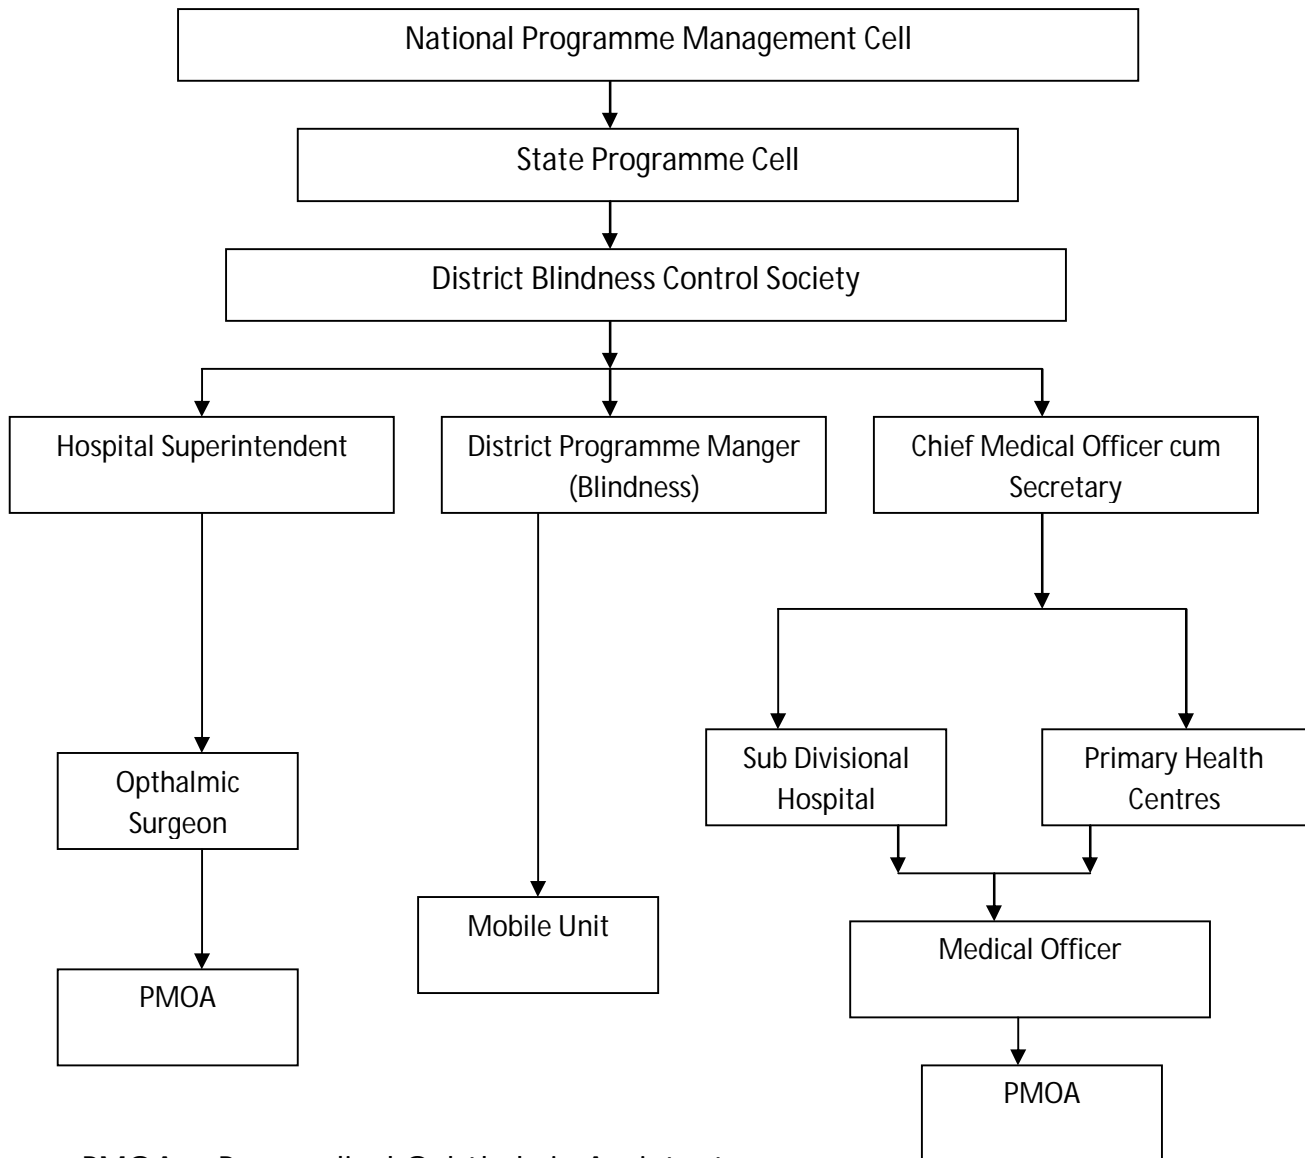 National Programme Management Cell
State Programme Cell
District Blindness Control Society
Hospital Superintendent
District Programme Manger
(Blindness)
Chief Medical Officer cum
Secretary
Sub Divisional
Hospital
Primary Health
Centres
Opthalmic
Surgeon
Mobile Unit
Medical Officer
PMOA
PMOA